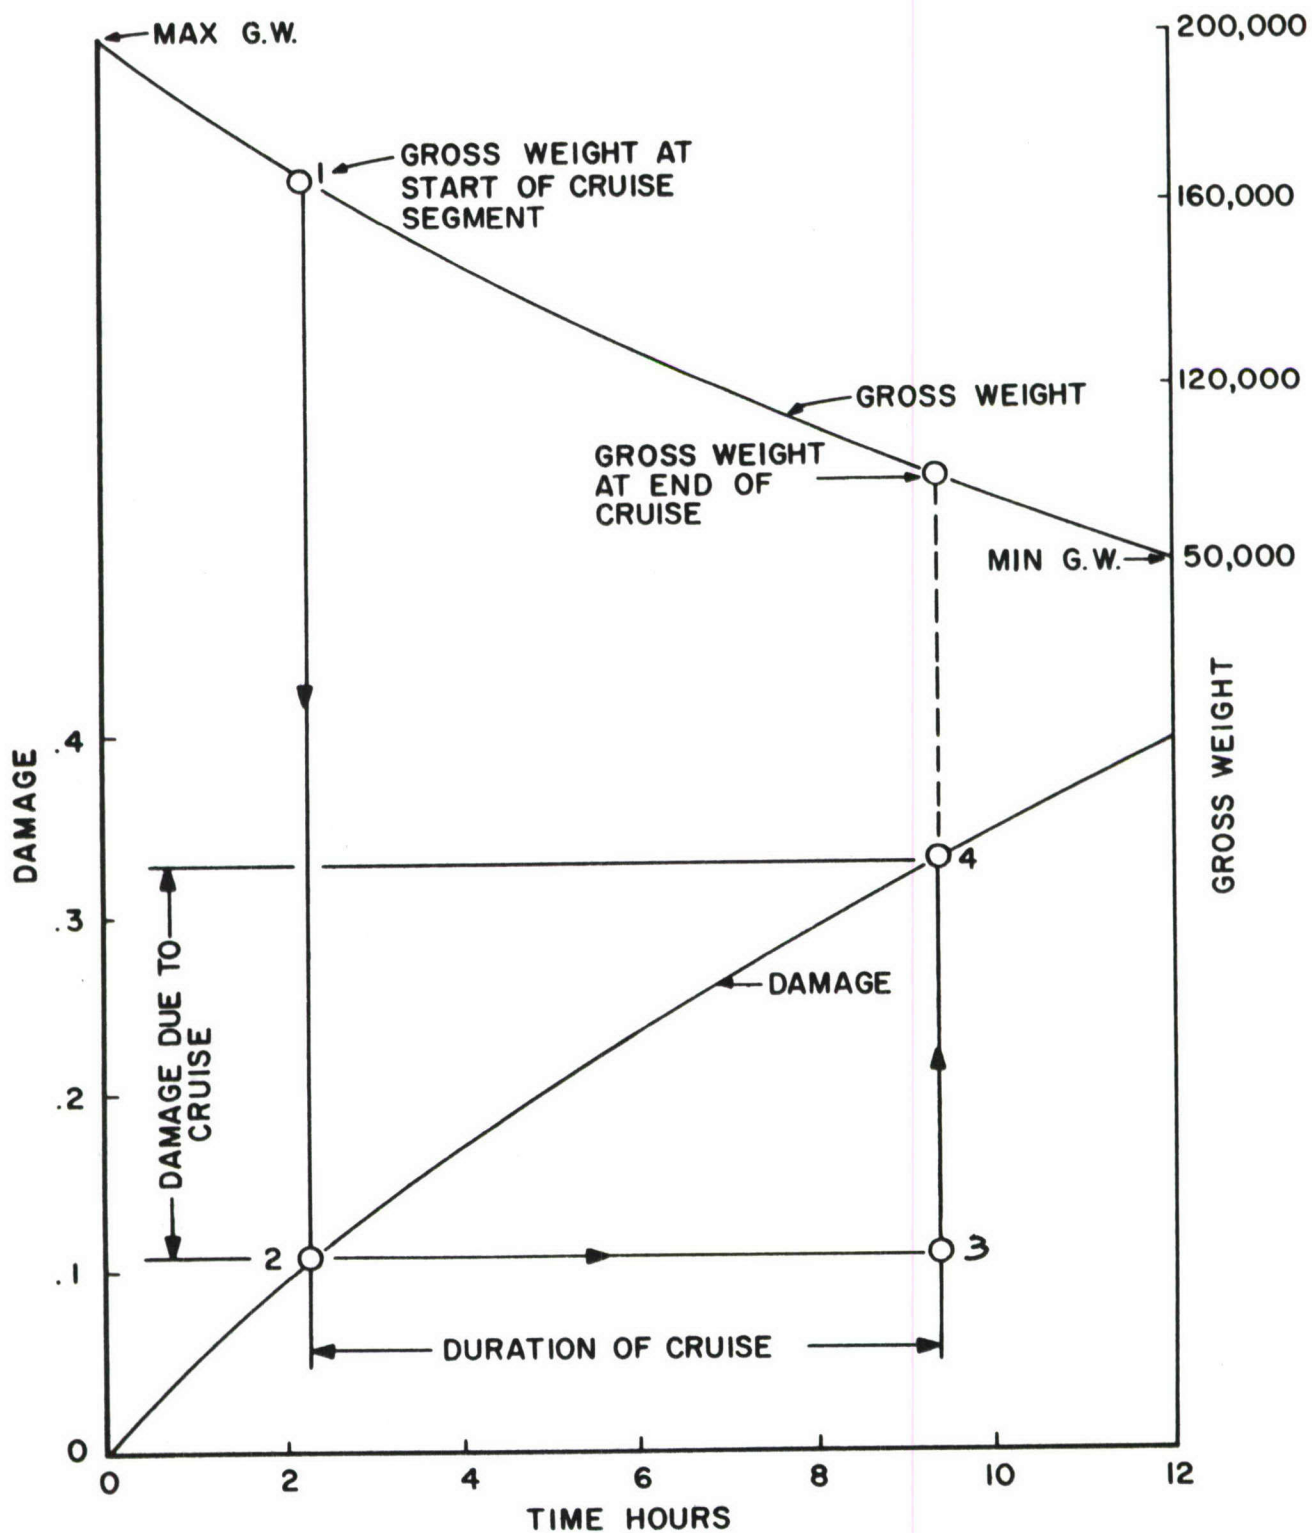 MAX G.W.
200,000
1
GROSS WEIGHT AT
START OF CRUISE
SEGMENT
160,000
120,000
GROSS WEIGHT
GROSS WEIGHT
AT END OF
CRUISE
MIN G.W.
50,000
GROSS WEIGHT
DAMAGE
.4
4
.3
DAMAGE
DAMAGE DUE TO
CRUISE
.2
2
3
.1
DURATION OF CRUISE
0
0
2
4
6
8
10
12
TIME HOURS